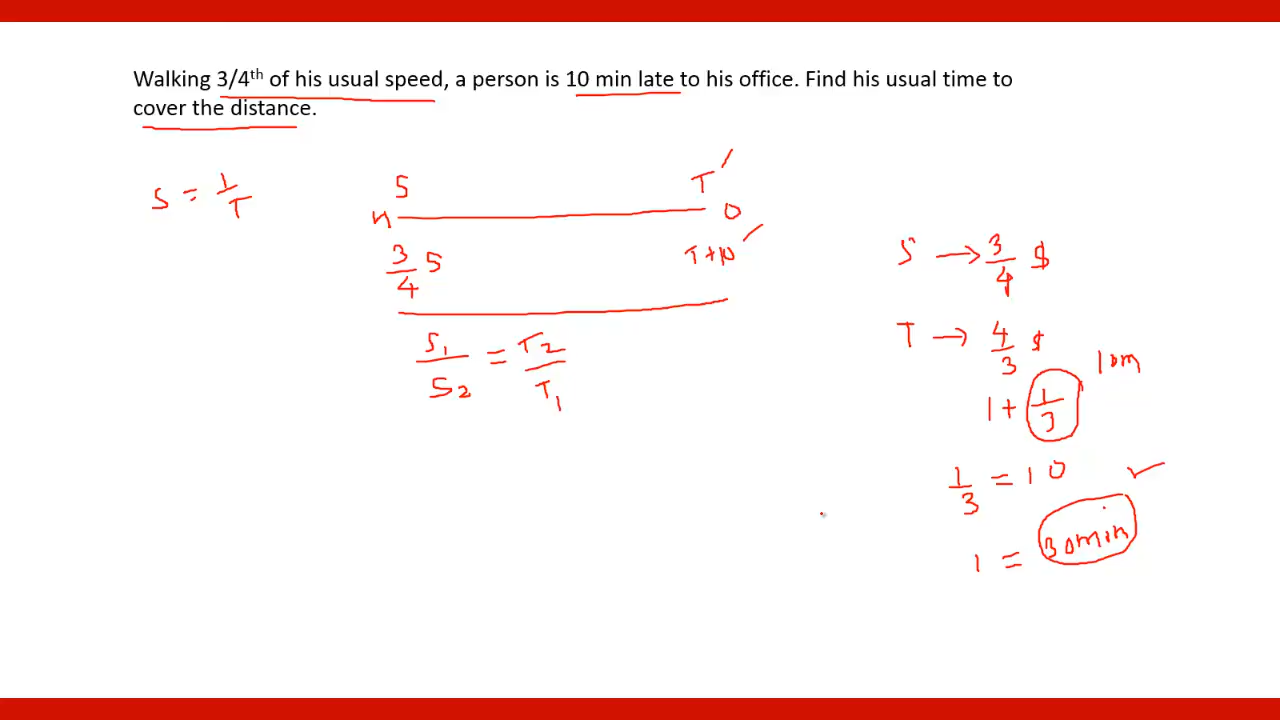 Walking 3/4th of his usual speed, a person is 10 min late to his office. Find his usual time to
cover the distance.
S = 1/T
S T
H O
3/4 S T+10
S1/S2 = T2/T1
S → 3/4 $
T → 4/3 $
10m
1 + 1/3
1/3 = 10
1 = 30min